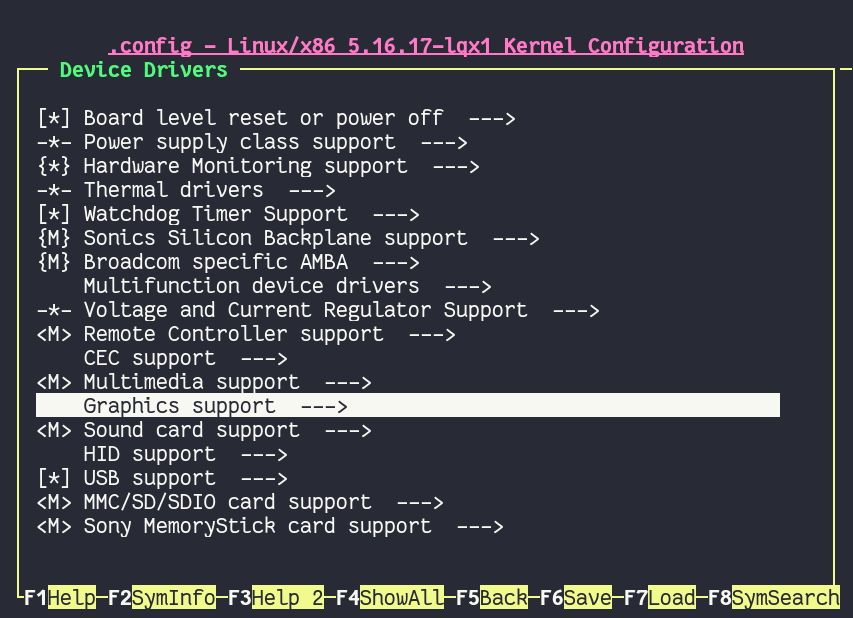 .config - Linux/x86 5.16.17-lqx1 Kernel Configuration
Device Drivers
[*] Board level reset or power off  --->
-*- Power supply class support  --->
{*} Hardware Monitoring support  --->
-*- Thermal drivers  --->
[*] Watchdog Timer Support  --->
{M} Sonics Silicon Backplane support  --->
{M} Broadcom specific AMBA  --->
Multifunction device drivers  --->
-*- Voltage and Current Regulator Support  --->
<M> Remote Controller support  --->
CEC support  --->
<M> Multimedia support  --->
Graphics support  --->
<M> Sound card support  --->
HID support  --->
[*] USB support  --->
<M> MMC/SD/SDIO card support  --->
<M> Sony MemoryStick card support  --->
F1Help-F2SymInfo-F3Help 2-F4ShowAll-F5Back-F6Save-F7Load-F8SymSearch